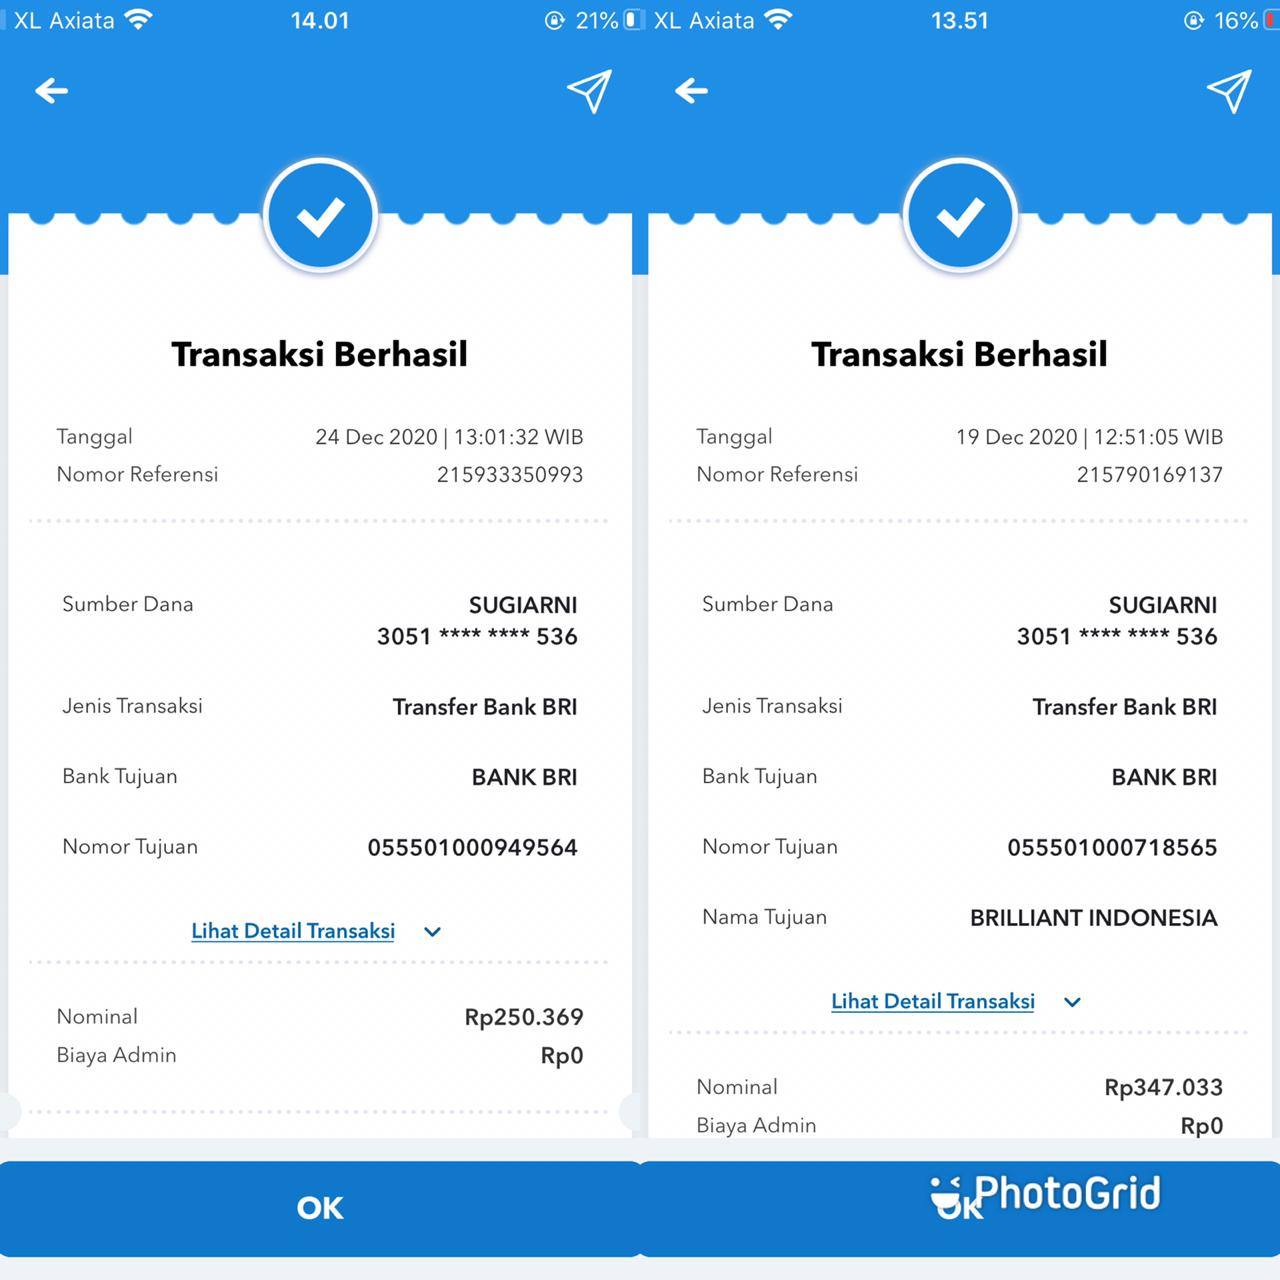 XL Axiata 14.01 21%
Transaksi Berhasil
Tanggal 24 Dec 2020 | 13:01:32 WIB
Nomor Referensi 215933350993
Sumber Dana SUGIARNI
3051 **** **** 536
Jenis Transaksi Transfer Bank BRI
Bank Tujuan BANK BRI
Nomor Tujuan 055501000949564
Lihat Detail Transaksi
Nominal Rp250.369
Biaya Admin Rp0
OK
XL Axiata 13.51 16%
Transaksi Berhasil
Tanggal 19 Dec 2020 | 12:51:05 WIB
Nomor Referensi 215790169137
Sumber Dana SUGIARNI
3051 **** **** 536
Jenis Transaksi Transfer Bank BRI
Bank Tujuan BANK BRI
Nomor Tujuan 055501000718565
Nama Tujuan BRILLIANT INDONESIA
Lihat Detail Transaksi
Nominal Rp347.033
Biaya Admin Rp0
OK
PhotoGrid